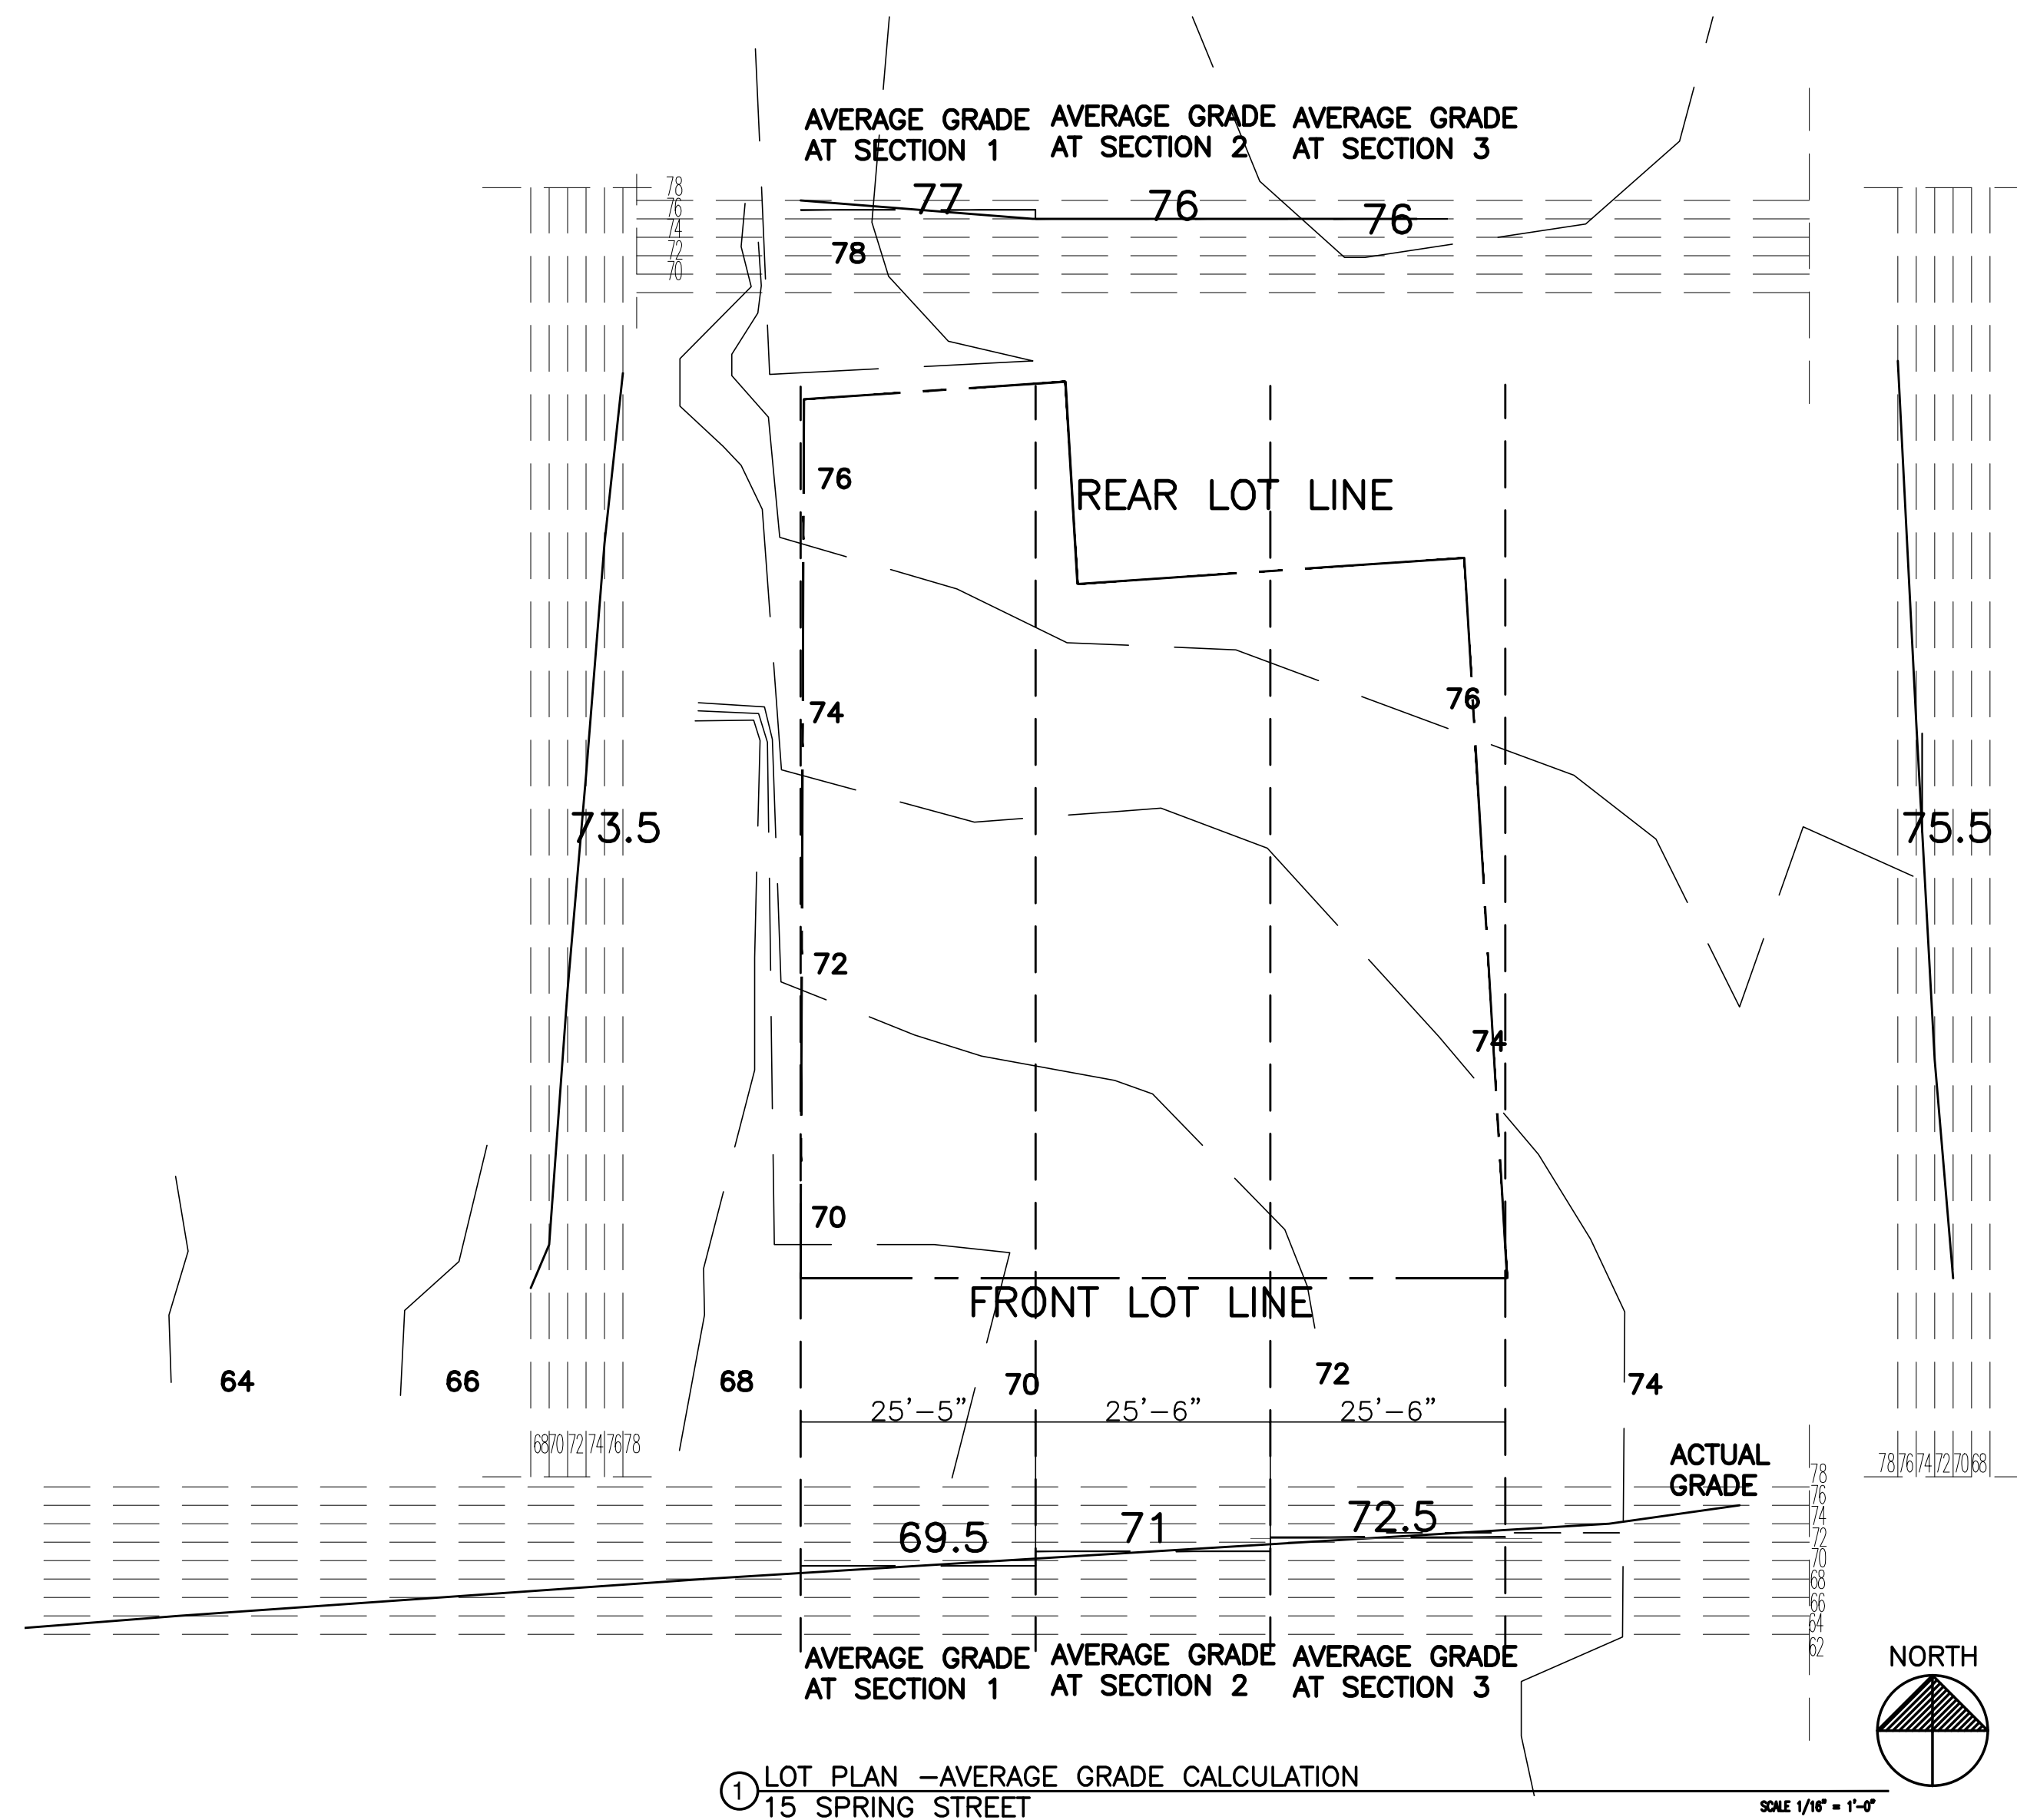 AVERAGE GRADE
AT SECTION 1
AVERAGE GRADE
AT SECTION 2
AVERAGE GRADE
AT SECTION 3
78
76
74
72
70
77
76
76
78
76
REAR LOT LINE
76
74
73.5
75.5
72
74
70
FRONT LOT LINE
64
66
68
70
72
74
25'-5"
25'-6"
25'-6"
68
70
72
74
76
78
ACTUAL
GRADE
78
76
74
72
70
68
78
76
74
72
70
68
66
64
62
69.5
71
72.5
AVERAGE GRADE
AT SECTION 1
AVERAGE GRADE
AT SECTION 2
AVERAGE GRADE
AT SECTION 3
NORTH
1
LOT PLAN -AVERAGE GRADE CALCULATION
15 SPRING STREET
SCALE 1/16" = 1'-0"